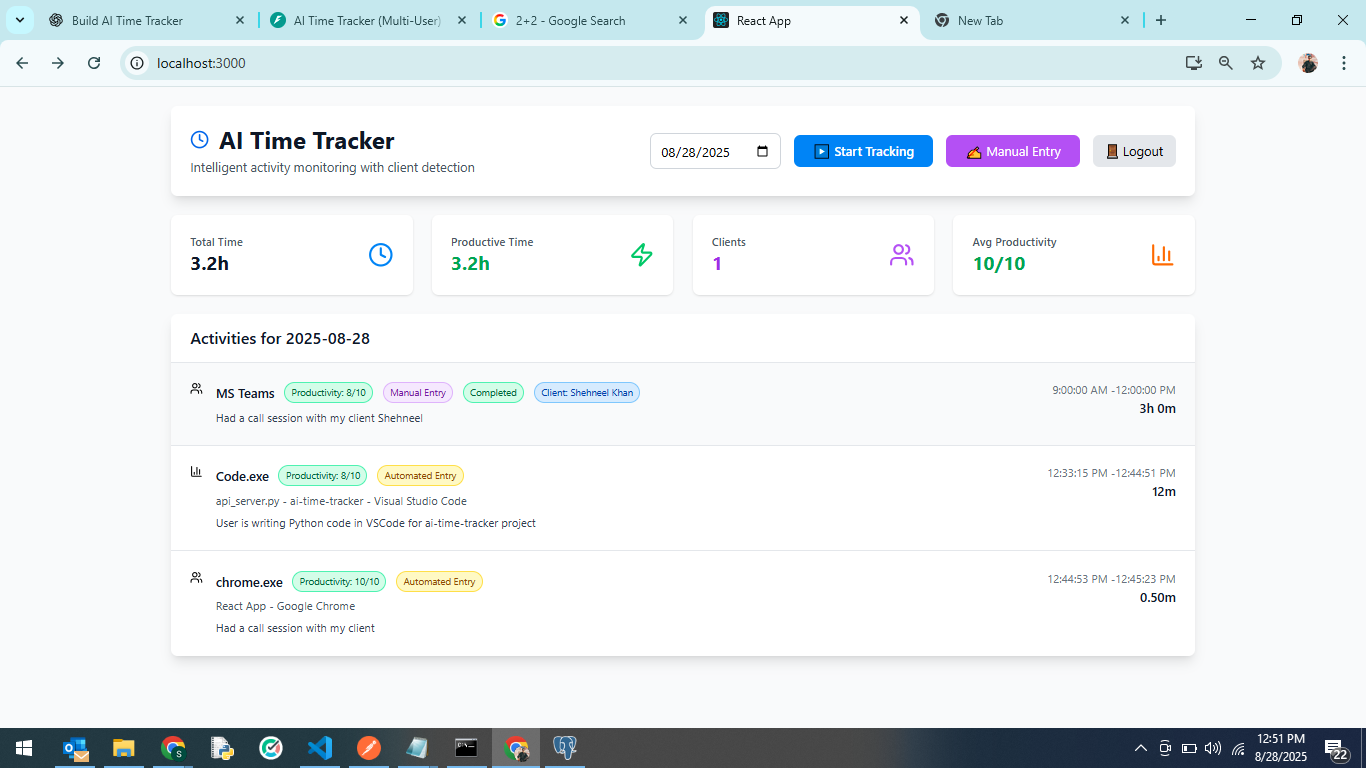 Build AI Time Tracker
AI Time Tracker (Multi-User)
2+2 - Google Search
React App
New Tab
localhost:3000
AI Time Tracker
Intelligent activity monitoring with client detection
08/28/2025
Start Tracking
Manual Entry
Logout
Total Time
3.2h
Productive Time
3.2h
Clients
1
Avg Productivity
10/10
Activities for 2025-08-28
MS Teams Productivity: 8/10 Manual Entry Completed Client: Shehneel Khan
9:00:00 AM -12:00:00 PM
Had a call session with my client Shehneel
3h 0m
Code.exe Productivity: 8/10 Automated Entry
12:33:15 PM -12:44:51 PM
api_server.py - ai-time-tracker - Visual Studio Code
12m
User is writing Python code in VSCode for ai-time-tracker project
chrome.exe Productivity: 10/10 Automated Entry
12:44:53 PM -12:45:23 PM
React App - Google Chrome
0.50m
Had a call session with my client
12:51 PM
8/28/2025
22